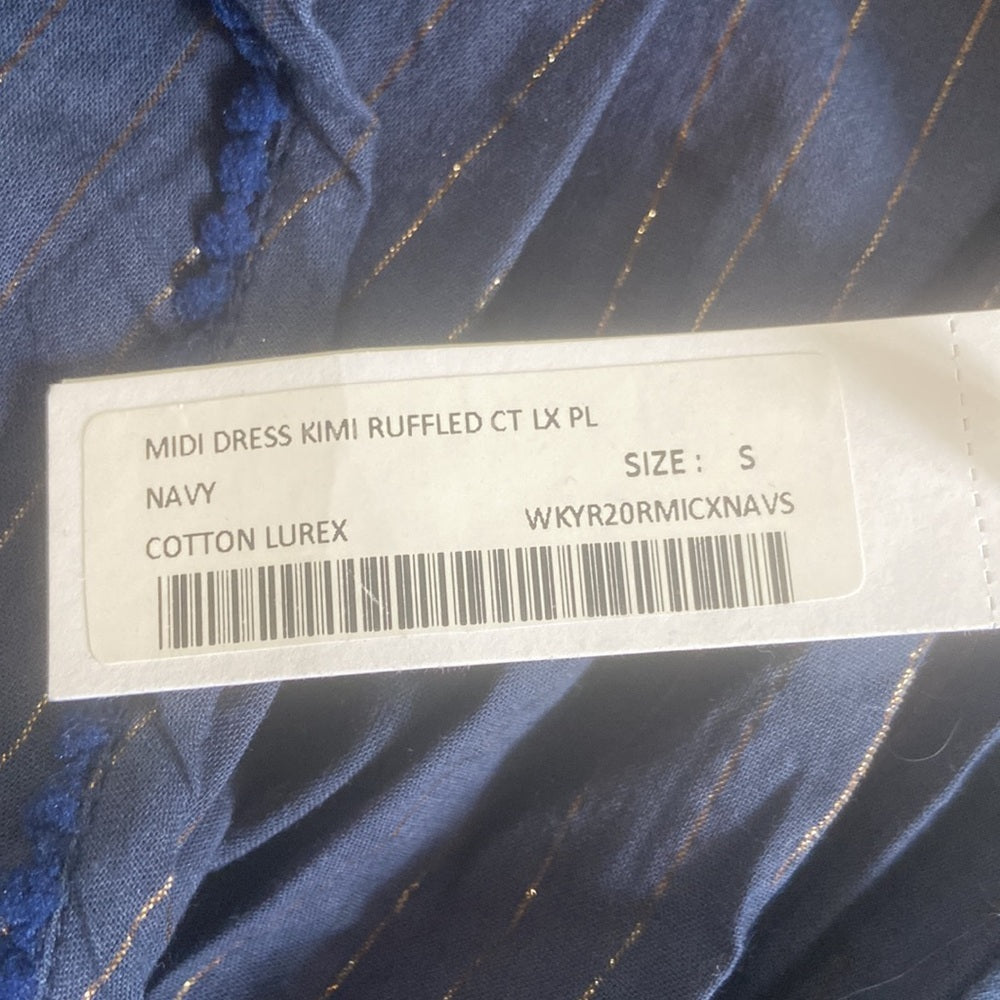 MIDI DRESS KIMI RUFFLED CT LX PL
SIZE : S
NAVY
WKYR20RMICXNAVS
COTTON LUREX